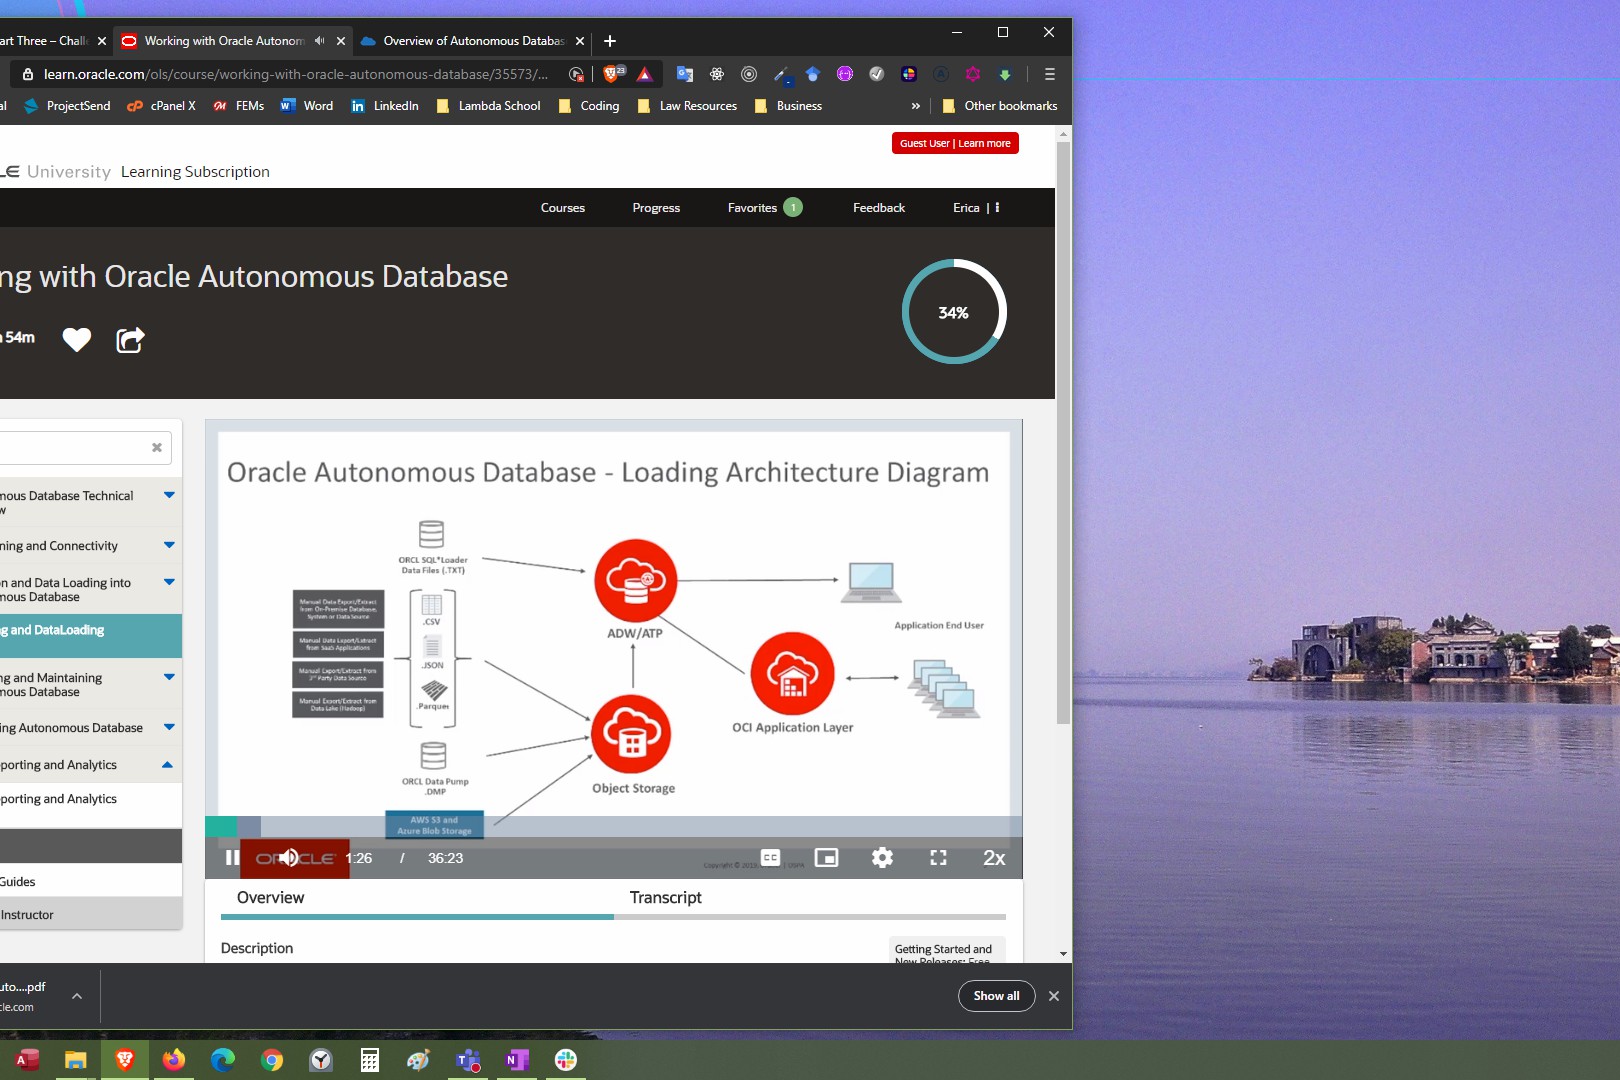 art Three – Chall
Working with Oracle Autonom
Overview of Autonomous Databas
learn.oracle.com/ols/course/working-with-oracle-autonomous-database/35573/...
23
al
ProjectSend
cPanel X
FEMs
Word
LinkedIn
Lambda School
Coding
Law Resources
Business
»
Other bookmarks
Guest User | Learn more
LE University Learning Subscription
Courses
Progress
Favorites 1
Feedback
Erica |
ng with Oracle Autonomous Database
54m
34%
mous Database Technical
w
ning and Connectivity
on and Data Loading into
mous Database
g and DataLoading
ng and Maintaining
mous Database
ing Autonomous Database
porting and Analytics
porting and Analytics
Guides
Instructor
Oracle Autonomous Database - Loading Architecture Diagram
ORCL SQL*Loader
Data Files (.TXT)
Manual Data Export/Extract
from On-Premise Database,
System or Data Source
Manual Data Export/Extract
from SaaS Applications
Manual Export/Extract from
3rd Party Data Source
Manual Export/Extract from
Data Lake (Hadoop)
.CSV
.JSON
.Parquet
ORCL Data Pump
.DMP
AWS S3 and
Azure Blob Storage
ADW/ATP
Object Storage
OCI Application Layer
Application End User
ORACLE
1:26 / 36:23
CC
2x
Overview
Transcript
Description
Getting Started and
New Releases: Free
uto....pdf
cle.com
Show all